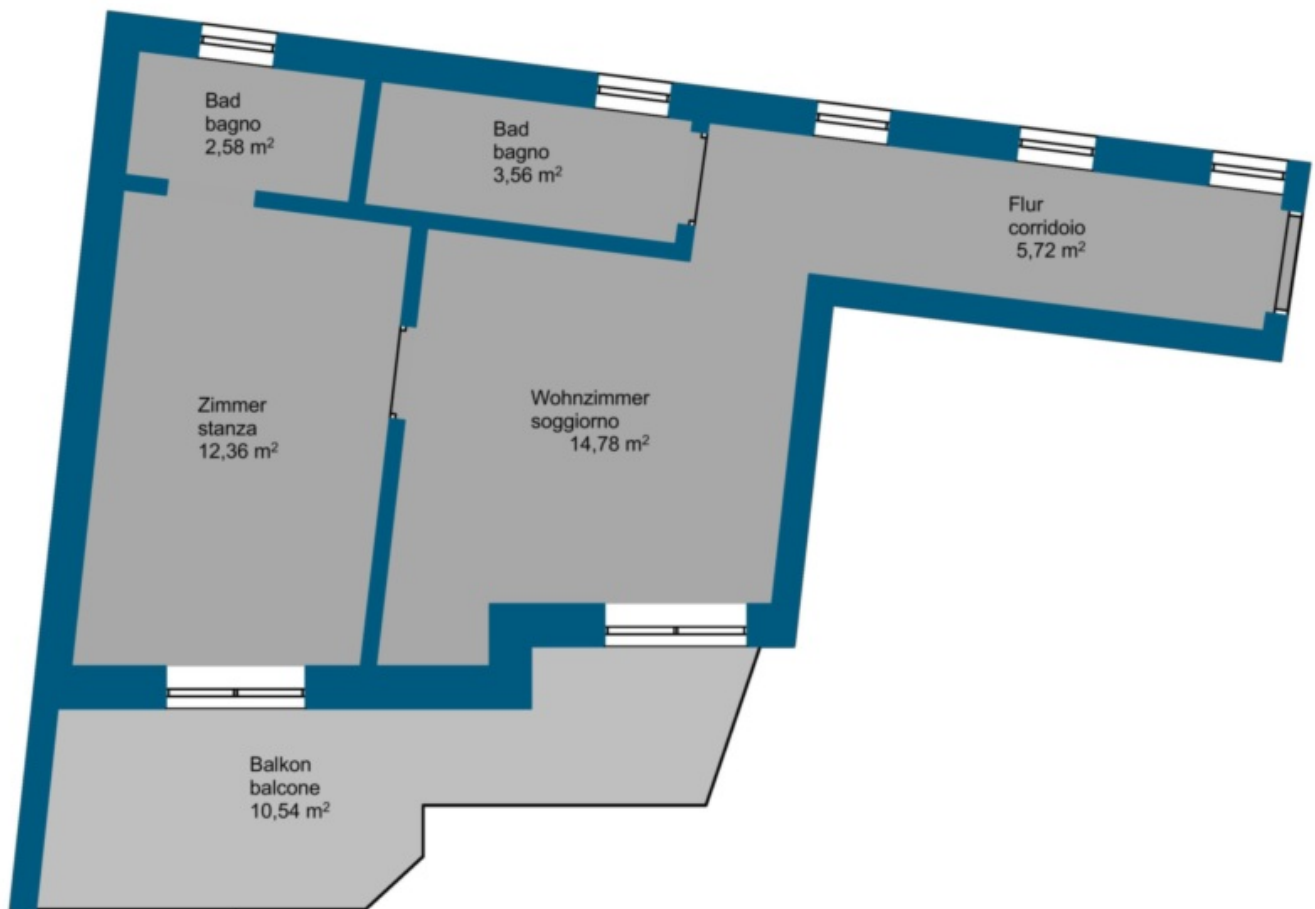 Bad
bagno
2,58 m²
Bad
bagno
3,56 m²
Flur
corridoio
5,72 m²
Zimmer
stanza
12,36 m²
Wohnzimmer
soggiorno
14,78 m²
Balkon
balcone
10,54 m²